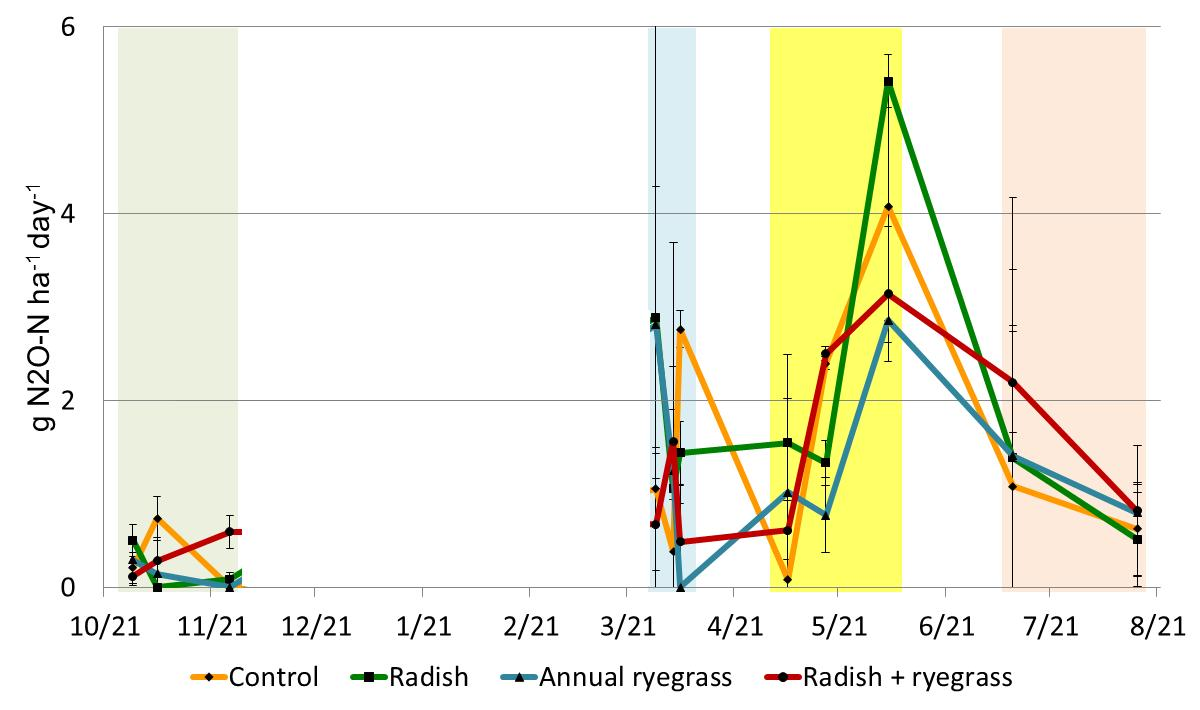 6
4
2
0
g N2O-N ha-1 day-1
10/21 11/21 12/21 1/21 2/21 3/21 4/21 5/21 6/21 7/21 8/21
Control Radish Annual ryegrass Radish + ryegrass